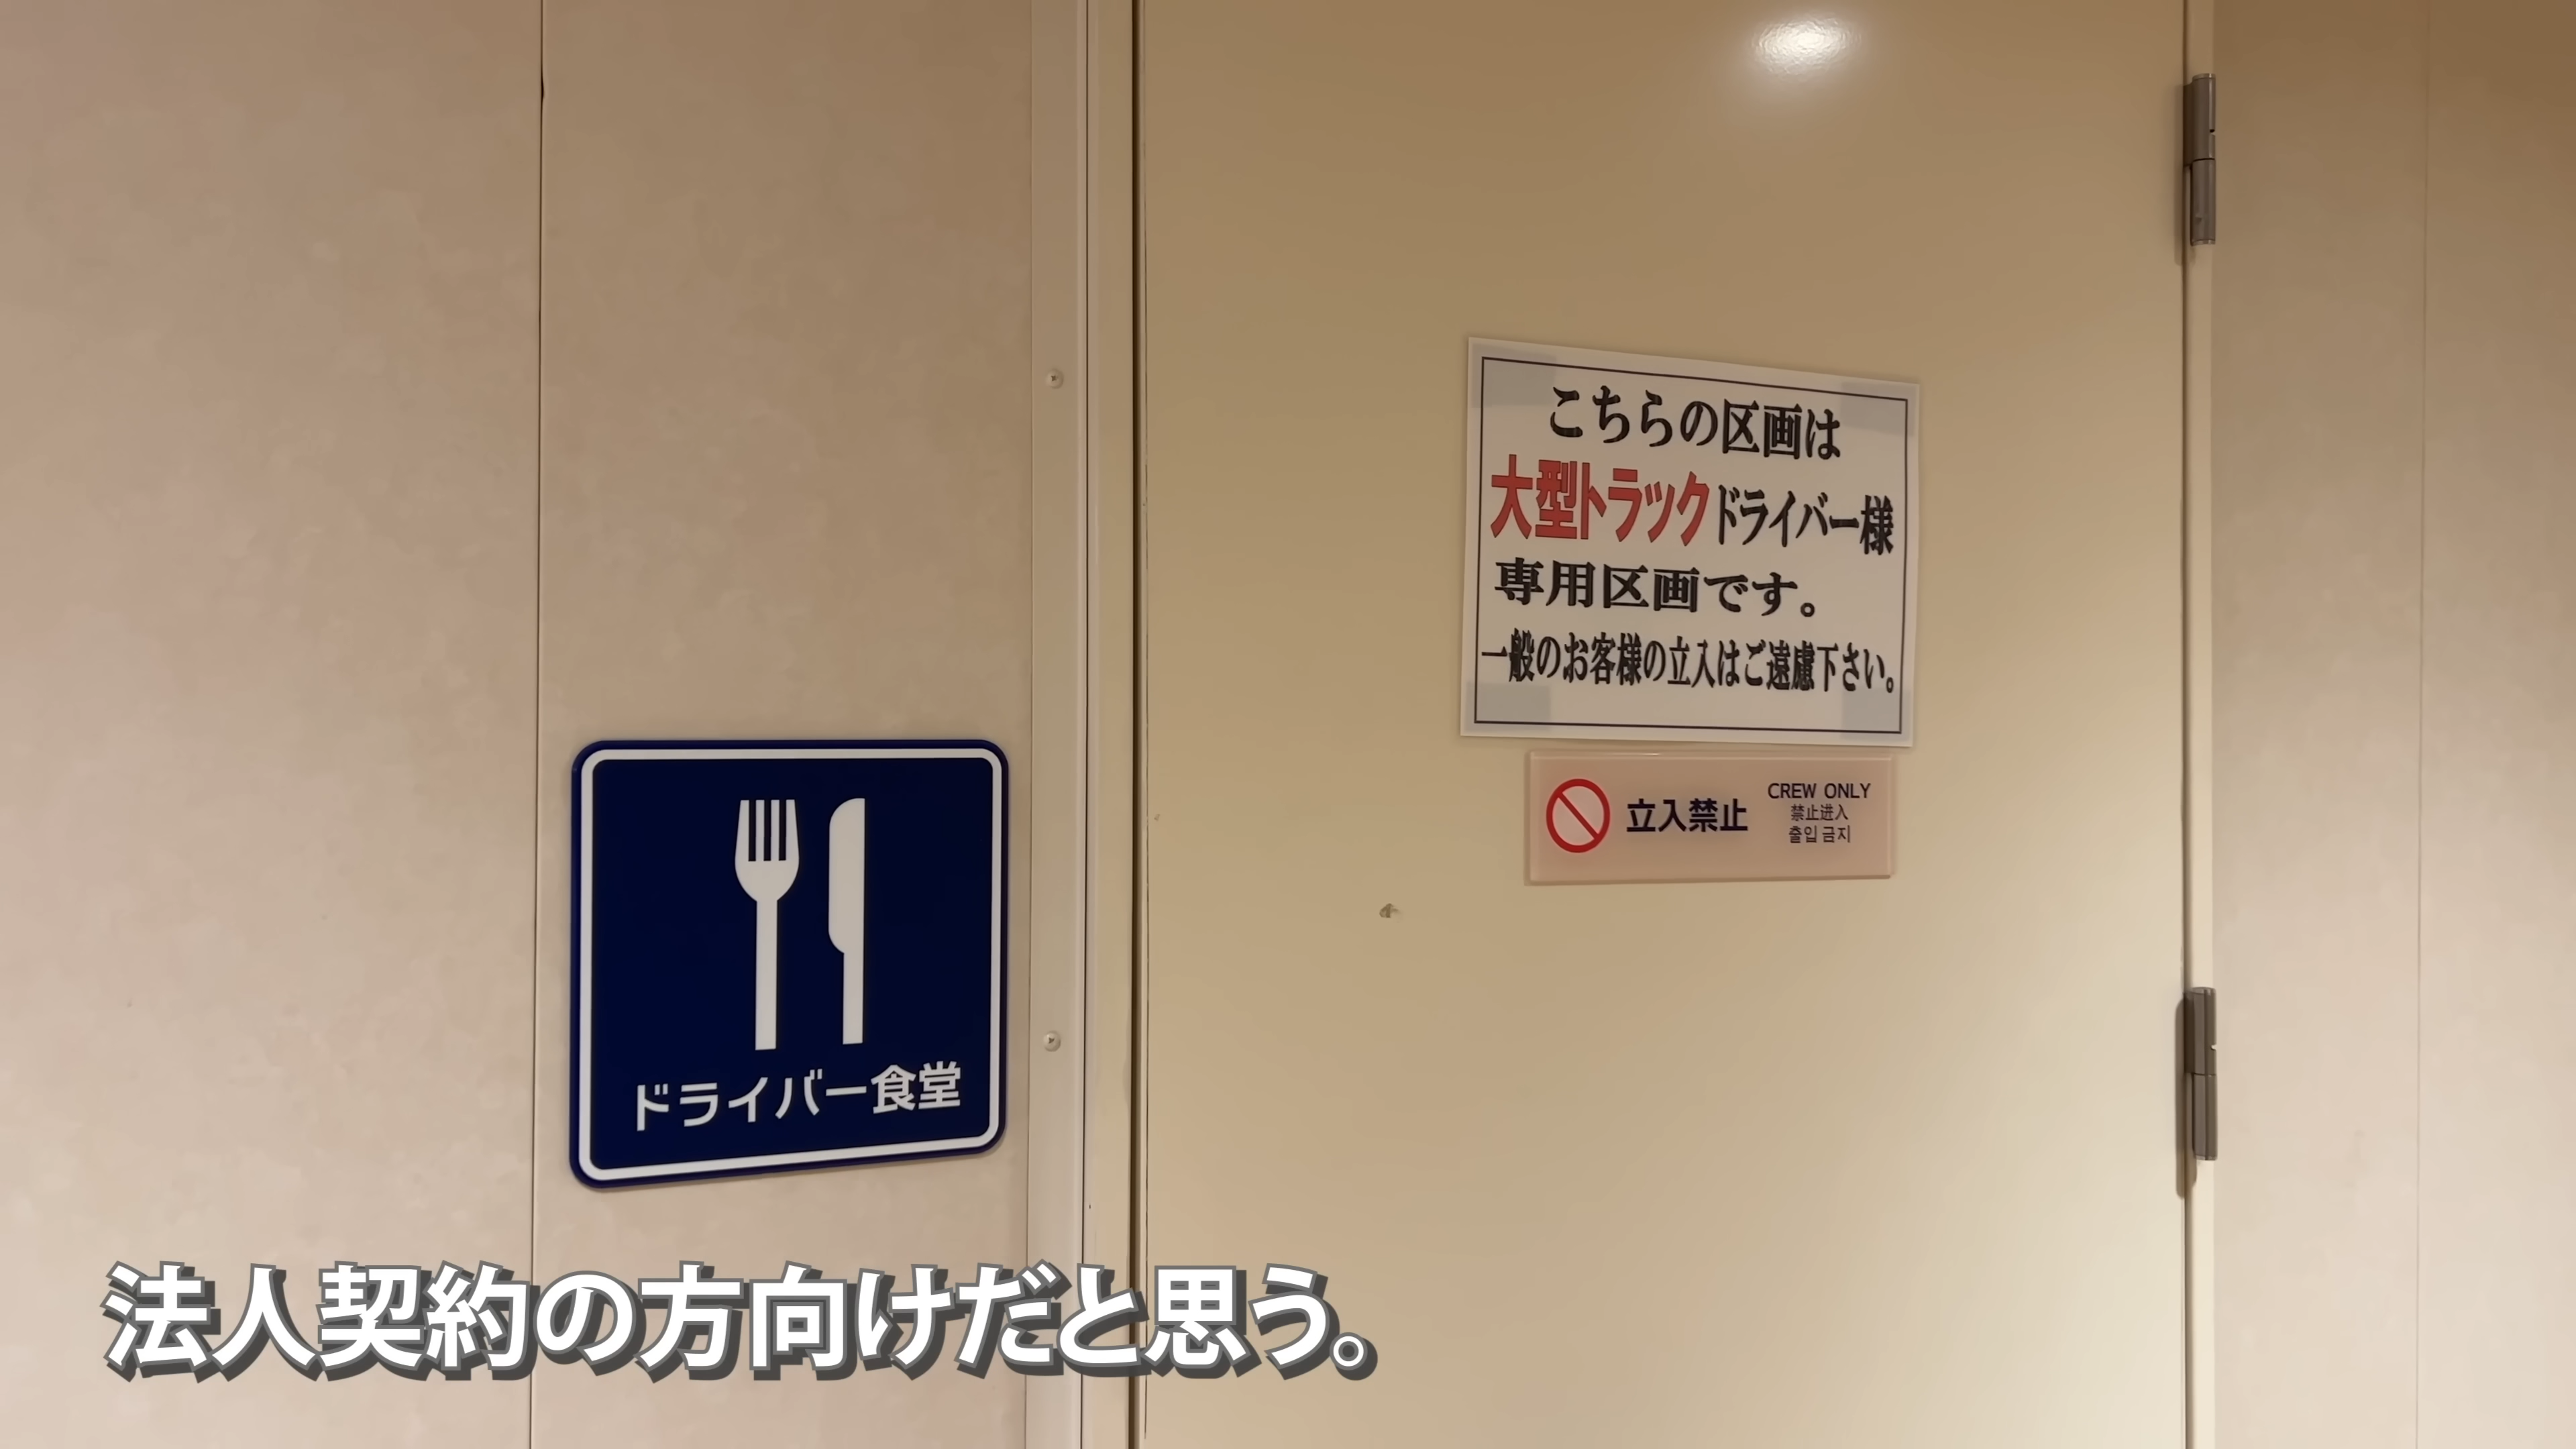 こちらの区画は
大型トラックドライバー様
専用区画です。
一般のお客様の立入はご遠慮下さい。
立入禁止
CREW ONLY
禁止进入
출입 금지
ドライバー食堂
法人契約の方向けだと思う。